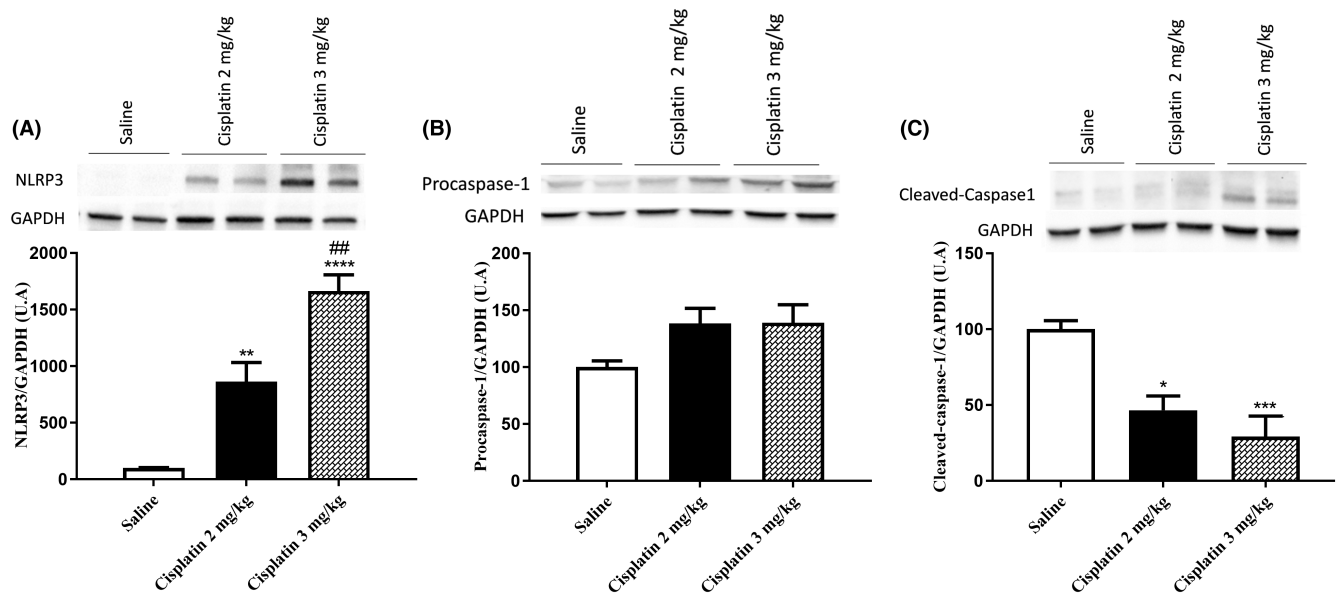 (A)
Saline
Cisplatin 2 mg/kg
Cisplatin 3 mg/kg
NLRP3
GAPDH
NLRP3/GAPDH (U.A)
2000
1500
1000
500
0
**
##
****
Saline
Cisplatin 2 mg/kg
Cisplatin 3 mg/kg
(B)
Saline
Cisplatin 2 mg/kg
Cisplatin 3 mg/kg
Procaspase-1
GAPDH
Procaspase-1/GAPDH (U.A)
200
150
100
50
0
Saline
Cisplatin 2 mg/kg
Cisplatin 3 mg/kg
(C)
Saline
Cisplatin 2 mg/kg
Cisplatin 3 mg/kg
Cleaved-Caspase1
GAPDH
Cleaved-caspase-1/GAPDH (U.A)
150
100
50
0
*
***
Saline
Cisplatin 2 mg/kg
Cisplatin 3 mg/kg